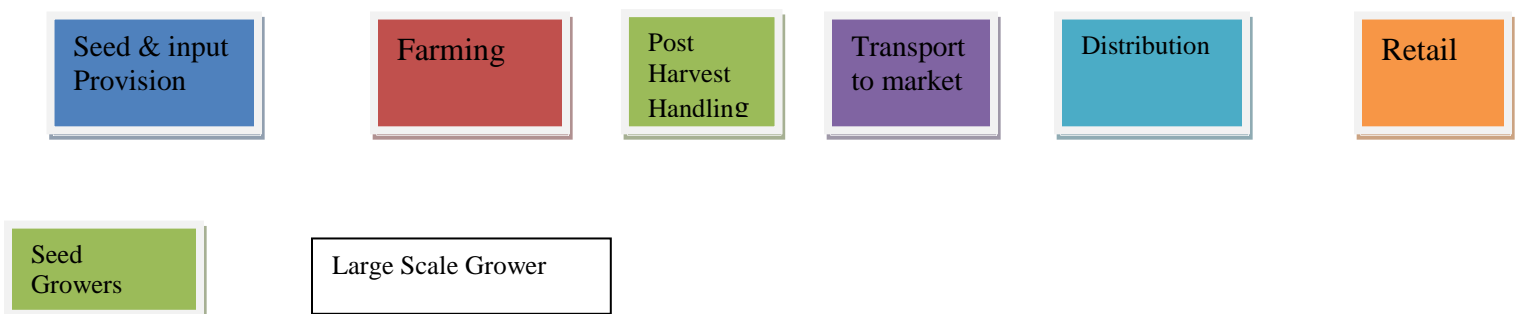 Seed & input
Provision
Farming
Post
Harvest
Handling
Transport
to market
Distribution
Retail
Seed
Growers
Large Scale Grower